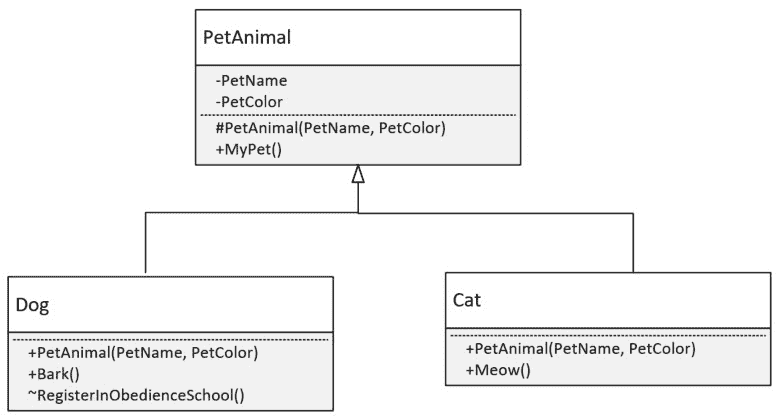 PetAnimal
-PetName
-PetColor
#PetAnimal(PetName, PetColor)
+MyPet()
Dog
+PetAnimal(PetName, PetColor)
+Bark()
~RegisterInObedienceSchool()
Cat
+PetAnimal(PetName, PetColor)
+Meow()